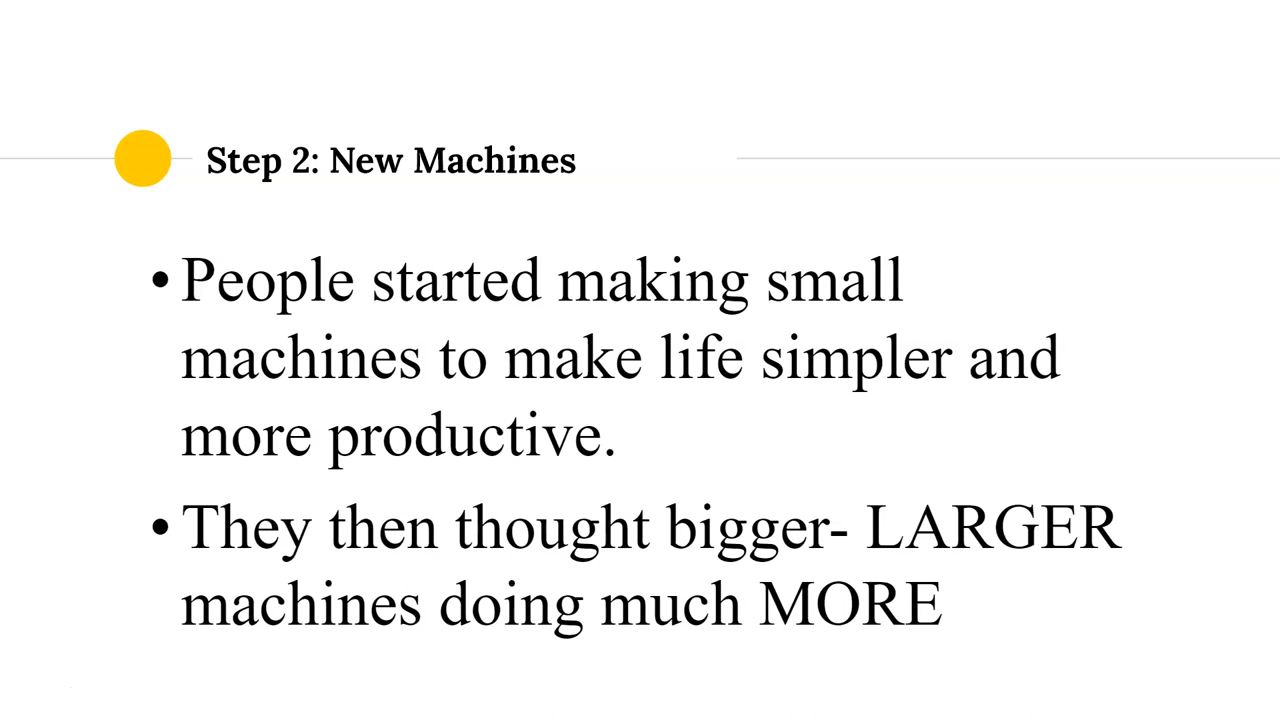 Step 2: New Machines
• People started making small
machines to make life simpler and
more productive.
• They then thought bigger- LARGER
machines doing much MORE